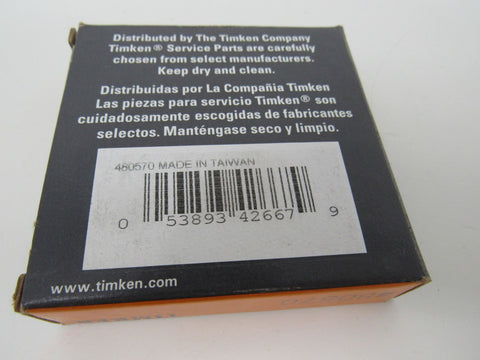 Distributed by The Timken Company
Timken® Service Parts are carefully
chosen from select manufacturers.
Keep dry and clean.
Distribuidas por La Compañia Timken
Las piezas para servicio Timken® son
cuidadosamente escogidas de fabricantes
selectos. Manténgase seco y limpio.
480570 MADE IN TAIWAN
0 53893 42667 9
www.timken.com